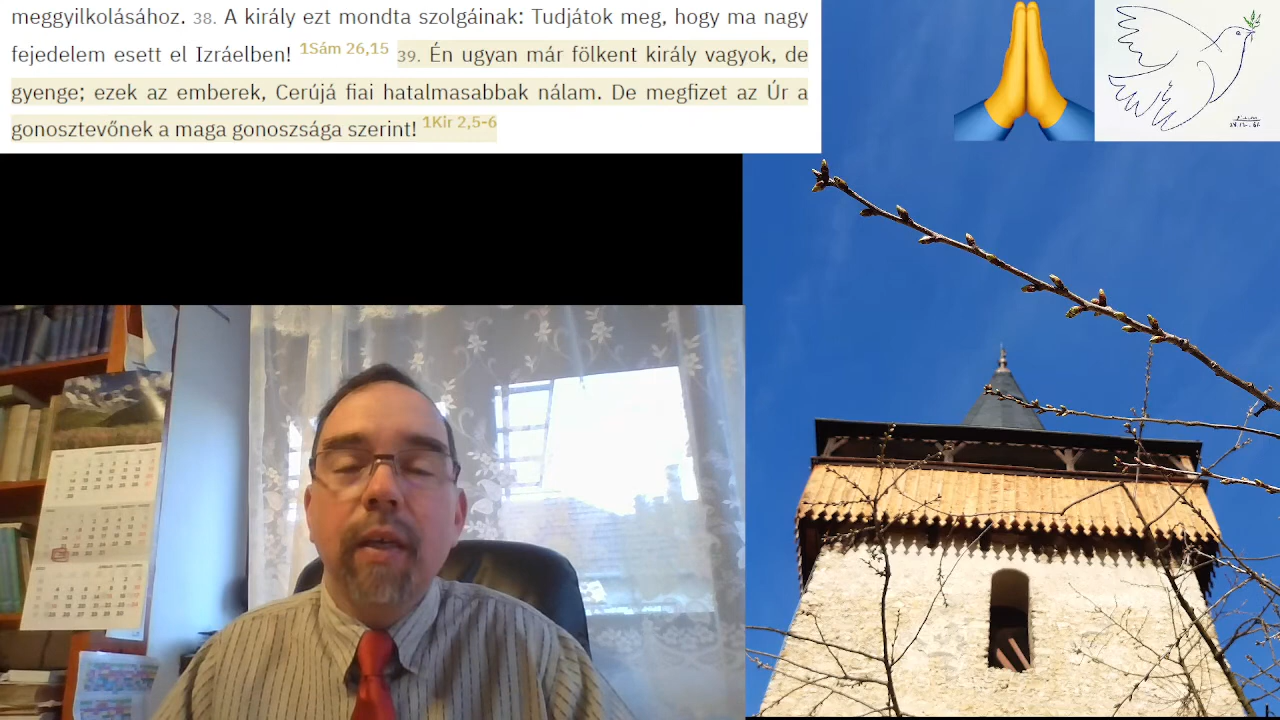 meggyilkolásához. 38. A király ezt mondta szolgáinak: Tudjátok meg, hogy ma nagy
fejedelem esett el Izráelben! 1Sám 26,15 39. Én ugyan már fölkent király vagyok, de
gyenge; ezek az emberek, Cerújá fiai hatalmasabbak nálam. De megfizet az Úr a
gonosztevőnek a maga gonoszsága szerint! 1Kir 2,5-6